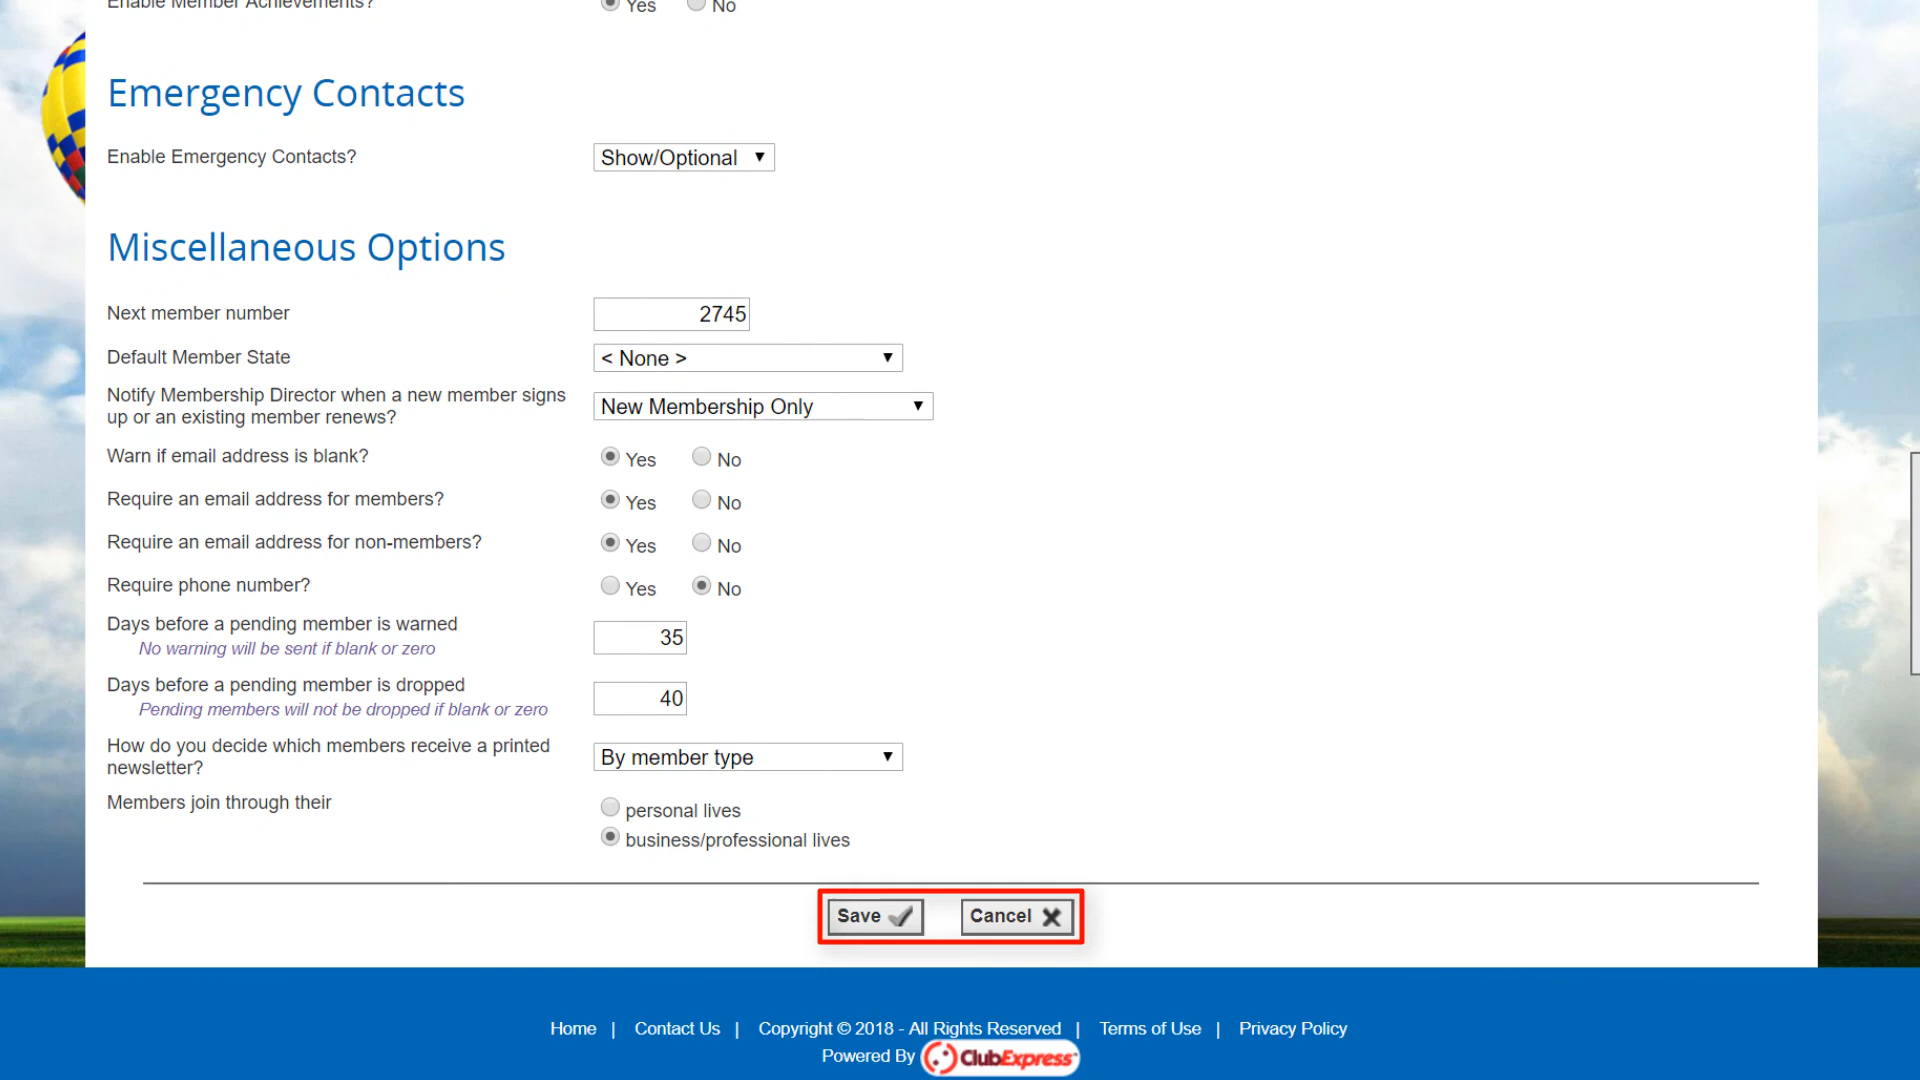 Enable Member Achievements? Yes No
Emergency Contacts
Enable Emergency Contacts? Show/Optional
Miscellaneous Options
Next member number 2745
Default Member State < None >
Notify Membership Director when a new member signs
up or an existing member renews? New Membership Only
Warn if email address is blank? Yes No
Require an email address for members? Yes No
Require an email address for non-members? Yes No
Require phone number? Yes No
Days before a pending member is warned 35
No warning will be sent if blank or zero
Days before a pending member is dropped 40
Pending members will not be dropped if blank or zero
How do you decide which members receive a printed
newsletter? By member type
Members join through their personal lives
business/professional lives
Save Cancel
Home | Contact Us | Copyright © 2018 - All Rights Reserved | Terms of Use | Privacy Policy
Powered By ClubExpress